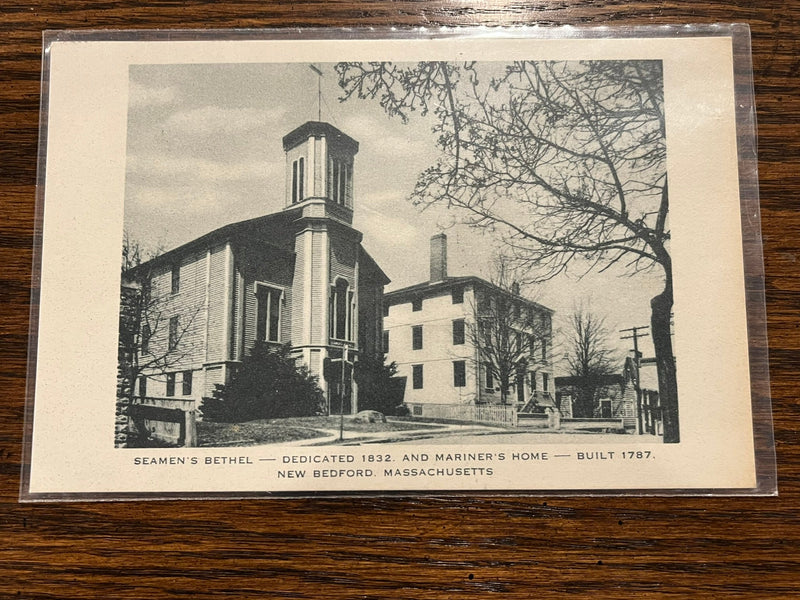 SEAMEN'S BETHEL — DEDICATED 1832. AND MARINER'S HOME — BUILT 1787.
NEW BEDFORD. MASSACHUSETTS